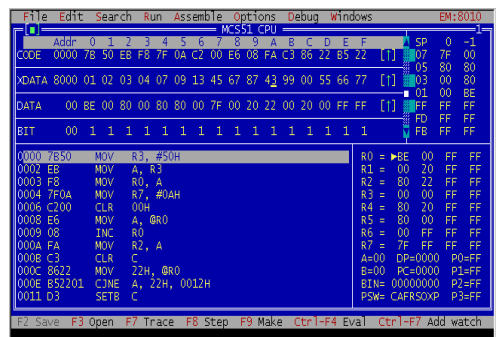 File Edit Search Run Assemble Options Debug Windows EM:8010
MCS51 CPU 1
Addr 0 1 2 3 4 5 6 7 8 9 A B C D E F SP 0 -1
CODE 0000 7B 50 EB F8 7F 0A C2 00 E6 08 FA C3 86 22 B5 22 [↑] 07 7F 00
05 80 80
XDATA 8000 01 02 03 04 07 09 13 45 67 87 43 99 00 55 66 77 [↑] 03 00 80
01 00 BE
DATA 00 BE 00 80 00 80 80 00 7F 00 20 22 00 20 00 FF FF [↑] FF FF FF
FD FF FF
BIT 00 1 1 1 1 1 1 1 1 1 1 1 1 1 1 1 1 FB FF FF
0000 7B50 MOV R3, #50H R0 = ►BE 00 FF FF
0002 EB MOV A, R3 R1 = 00 20 FF FF
0003 F8 MOV R0, A R2 = 80 22 FF FF
0004 7F0A MOV R7, #0AH R3 = 00 00 FF FF
0006 C200 CLR 00H R4 = 80 20 FF FF
0008 E6 MOV A, @R0 R5 = 80 00 FF FF
0009 08 INC R0 R6 = 00 FF FF FF
000A FA MOV R2, A R7 = 7F FF FF FF
000B C3 CLR C A=00 DP=0000 P0=FF
000C 8622 MOV 22H, @R0 B=00 PC=0000 P1=FF
000E B52201 CJNE A, 22H, 0012H BIN= 00000000 P2=FF
0011 D3 SETB C PSW= CAFRSOXP P3=FF
F2 Save F3 Open F7 Trace F8 Step F9 Make Ctrl-F4 Eval Ctrl-F7 Add watch